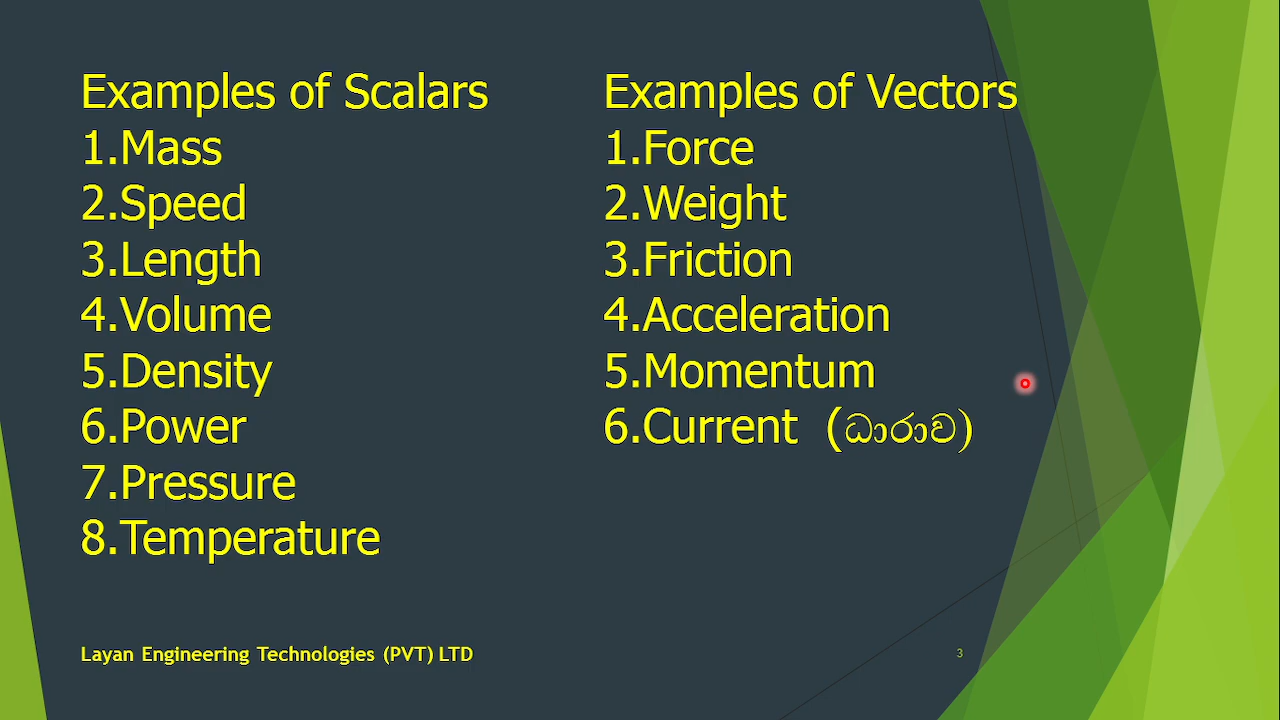 Examples of Scalars
1.Mass
2.Speed
3.Length
4.Volume
5.Density
6.Power
7.Pressure
8.Temperature
Examples of Vectors
1.Force
2.Weight
3.Friction
4.Acceleration
5.Momentum
6.Current (ධාරාව)
Layan Engineering Technologies (PVT) LTD
3